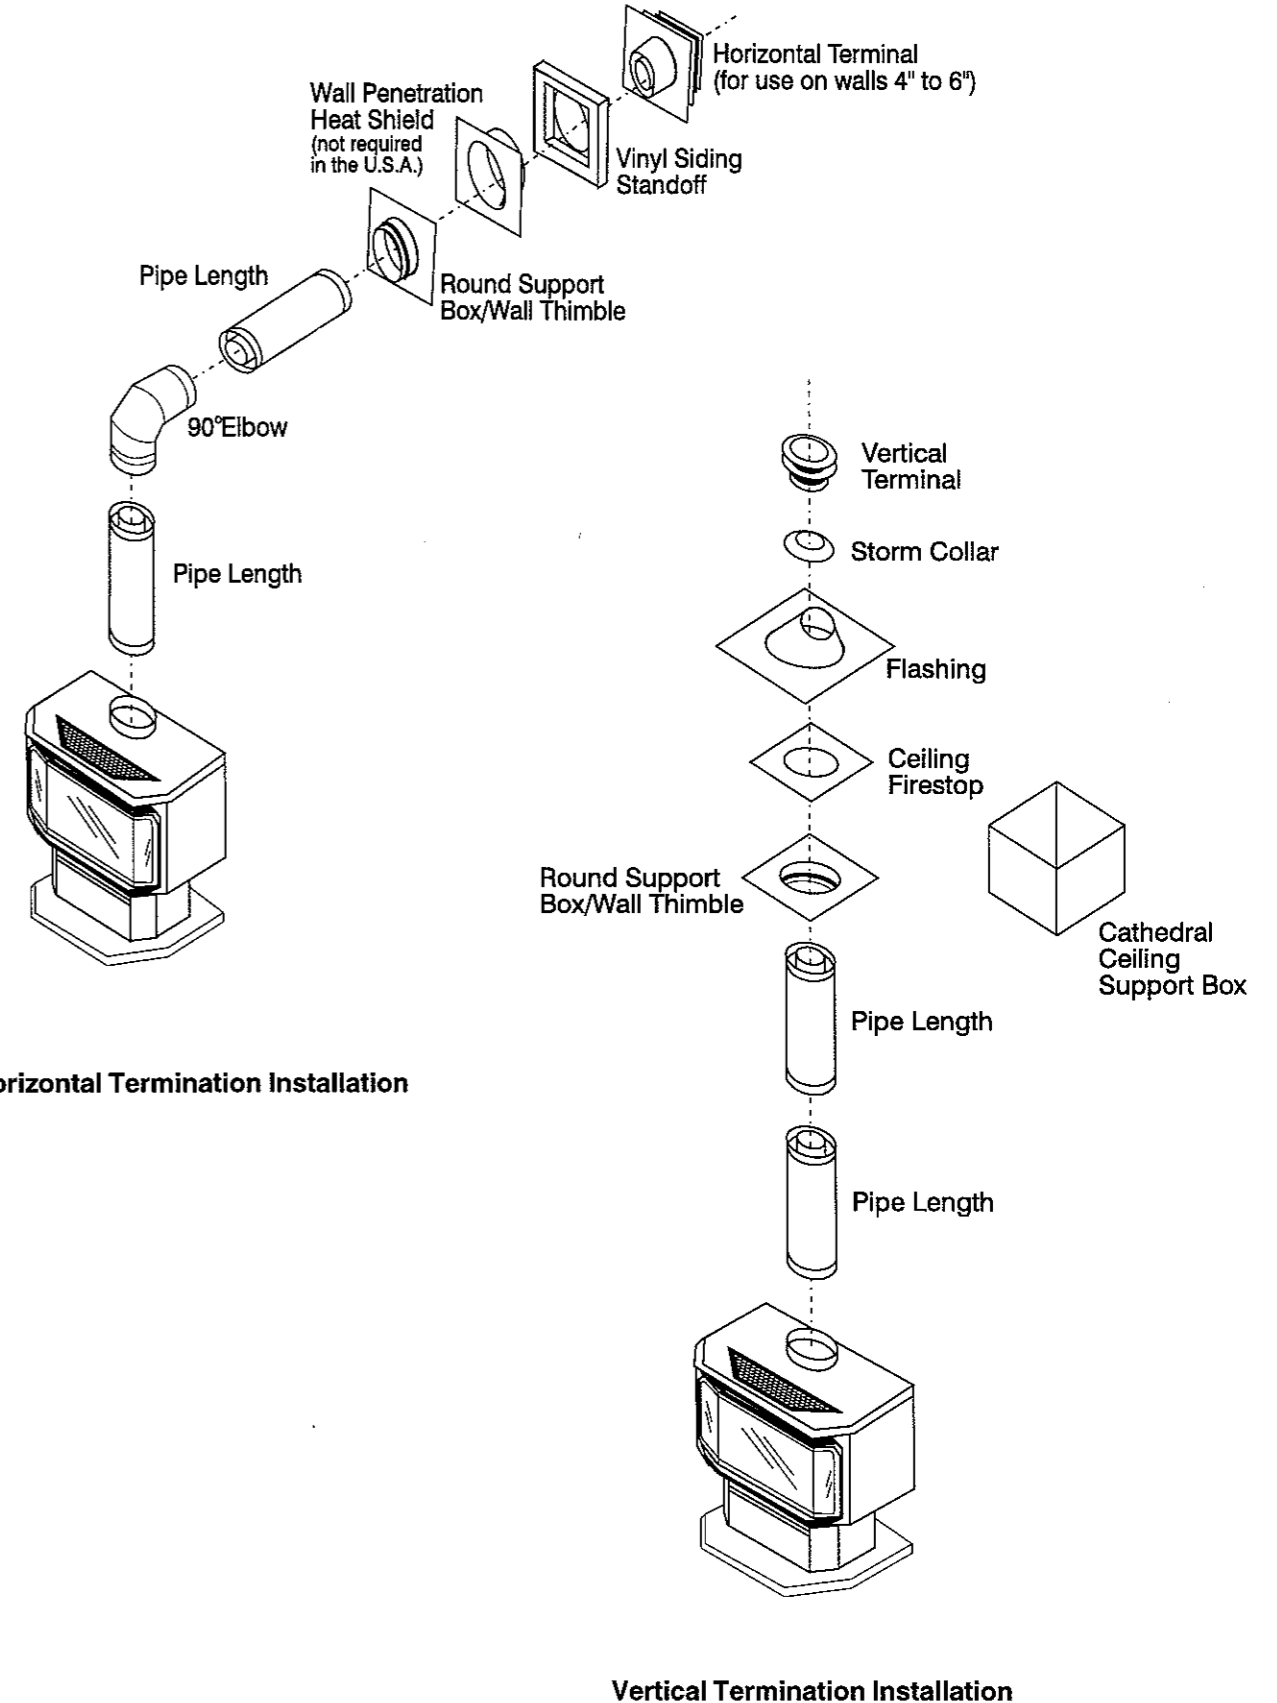 Horizontal Terminal
(for use on walls 4" to 6")
Wall Penetration
Heat Shield
(not required
in the U.S.A.)
Vinyl Siding
Standoff
Pipe Length
Round Support
Box/Wall Thimble
90°Elbow
Pipe Length
Vertical
Terminal
Storm Collar
Flashing
Ceiling
Firestop
Round Support
Box/Wall Thimble
Cathedral
Ceiling
Support Box
Pipe Length
orizontal Termination Installation
Pipe Length
Vertical Termination Installation